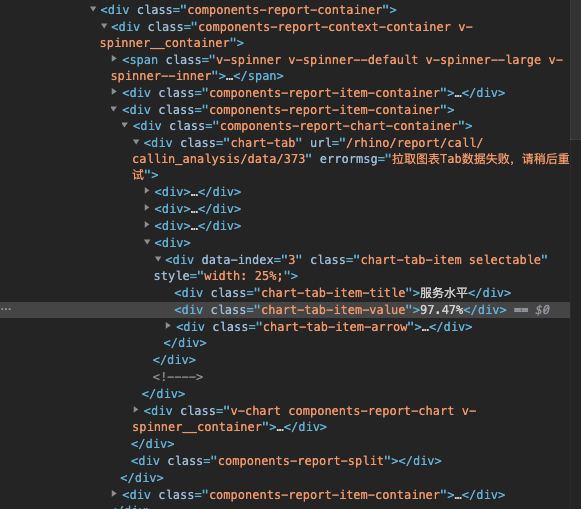 <div class="components-report-container">
<div class="components-report-context-container v-
spinner__container">
<span class="v-spinner v-spinner--default v-spinner--large v-
spinner--inner">…</span>
<div class="components-report-item-container">…</div>
<div class="components-report-item-container">
<div class="components-report-chart-container">
<div class="chart-tab" url="/rhino/report/call/
callin_analysis/data/373" errormsg="拉取图表Tab数据失败，请稍后重
试">
<div>…</div>
<div>…</div>
<div>…</div>
<div>
<div data-index="3" class="chart-tab-item selectable"
style="width: 25%;">
<div class="chart-tab-item-title">服务水平</div>
… <div class="chart-tab-item-value">97.47%</div> == $0
<div class="chart-tab-item-arrow">…</div>
</div>
</div>
<!---->
</div>
<div class="v-chart components-report-chart v-
spinner__container">…</div>
</div>
<div class="components-report-split"></div>
</div>
<div class="components-report-item-container">…</div>